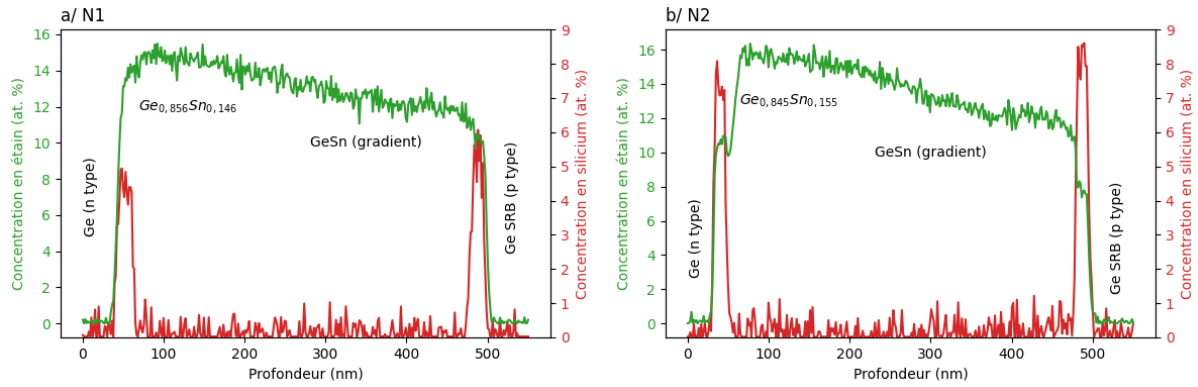 a/ N1
Concentration en étain (at. %)
16
14
12
10
8
6
4
2
0
Ge (n type)
Ge0,856Sn0,146
GeSn (gradient)
Ge SRB (p type)
9
8
7
6
5
4
3
2
1
0
Concentration en silicium (at. %)
0 100 200 300 400 500
Profondeur (nm)
b/ N2
Concentration en étain (at. %)
16
14
12
10
8
6
4
2
0
Ge (n type)
Ge0,845Sn0,155
GeSn (gradient)
Ge SRB (p type)
9
8
7
6
5
4
3
2
1
0
Concentration en silicium (at. %)
0 100 200 300 400 500
Profondeur (nm)